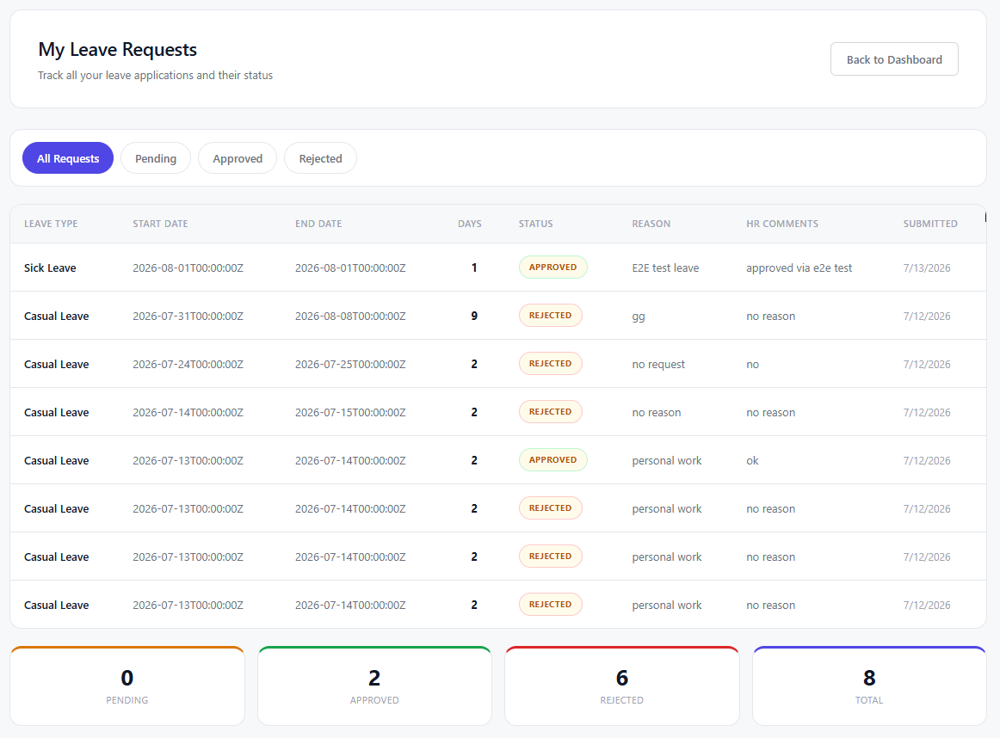 My Leave Requests
Track all your leave applications and their status
Back to Dashboard
All Requests Pending Approved Rejected
LEAVE TYPE START DATE END DATE DAYS STATUS REASON HR COMMENTS SUBMITTED
Sick Leave 2026-08-01T00:00:00Z 2026-08-01T00:00:00Z 1 APPROVED E2E test leave approved via e2e test 7/13/2026
Casual Leave 2026-07-31T00:00:00Z 2026-08-08T00:00:00Z 9 REJECTED gg no reason 7/12/2026
Casual Leave 2026-07-24T00:00:00Z 2026-07-25T00:00:00Z 2 REJECTED no request no 7/12/2026
Casual Leave 2026-07-14T00:00:00Z 2026-07-15T00:00:00Z 2 REJECTED no reason no reason 7/12/2026
Casual Leave 2026-07-13T00:00:00Z 2026-07-14T00:00:00Z 2 APPROVED personal work ok 7/12/2026
Casual Leave 2026-07-13T00:00:00Z 2026-07-14T00:00:00Z 2 REJECTED personal work no reason 7/12/2026
Casual Leave 2026-07-13T00:00:00Z 2026-07-14T00:00:00Z 2 REJECTED personal work no reason 7/12/2026
Casual Leave 2026-07-13T00:00:00Z 2026-07-14T00:00:00Z 2 REJECTED personal work no reason 7/12/2026
0 2 6 8
PENDING APPROVED REJECTED TOTAL